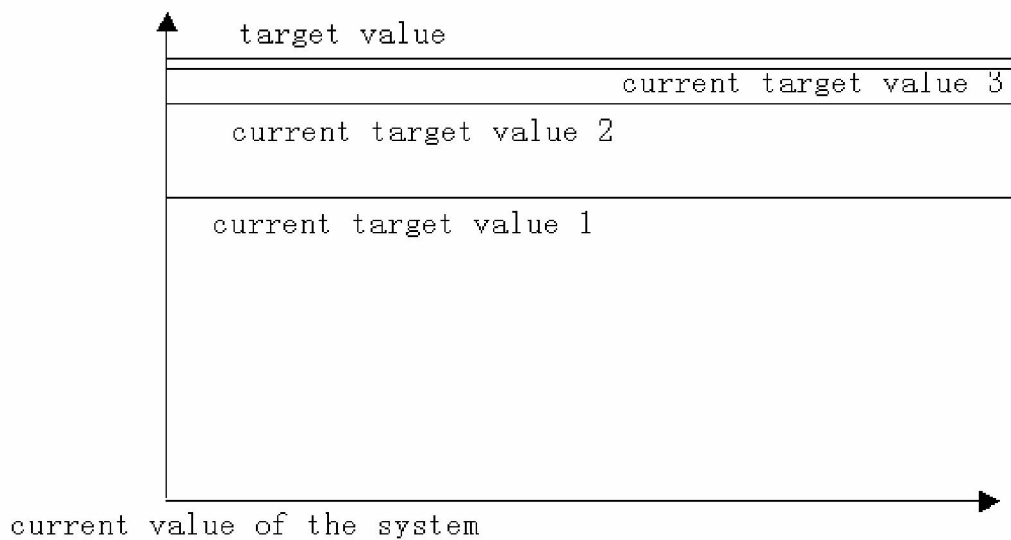 target value
current target value 3
current target value 2
current target value 1
current value of the system